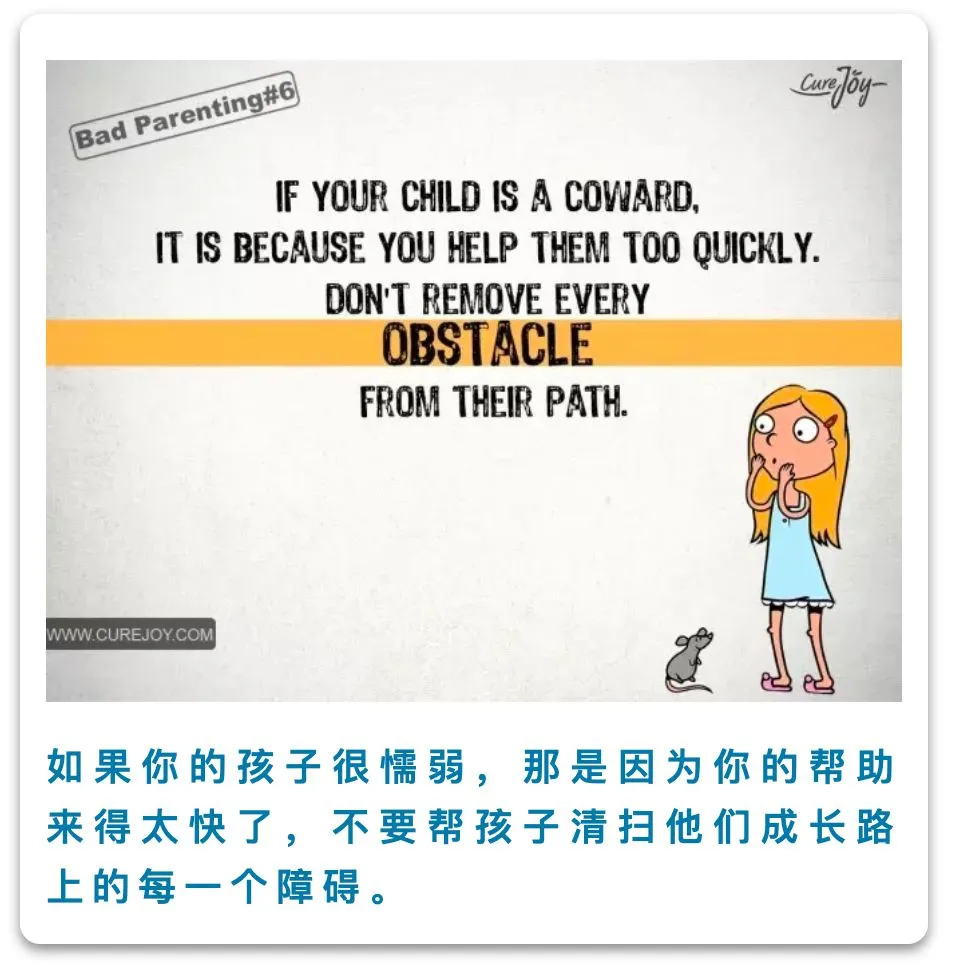 Bad Parenting#6
CureJoy
IF YOUR CHILD IS A COWARD,
IT IS BECAUSE YOU HELP THEM TOO QUICKLY.
DON'T REMOVE EVERY
OBSTACLE
FROM THEIR PATH.
WWW.CUREJOY.COM
如果你的孩子很懦弱，那是因为你的帮助
来得太快了，不要帮孩子清扫他们成长路
上的每一个障碍。